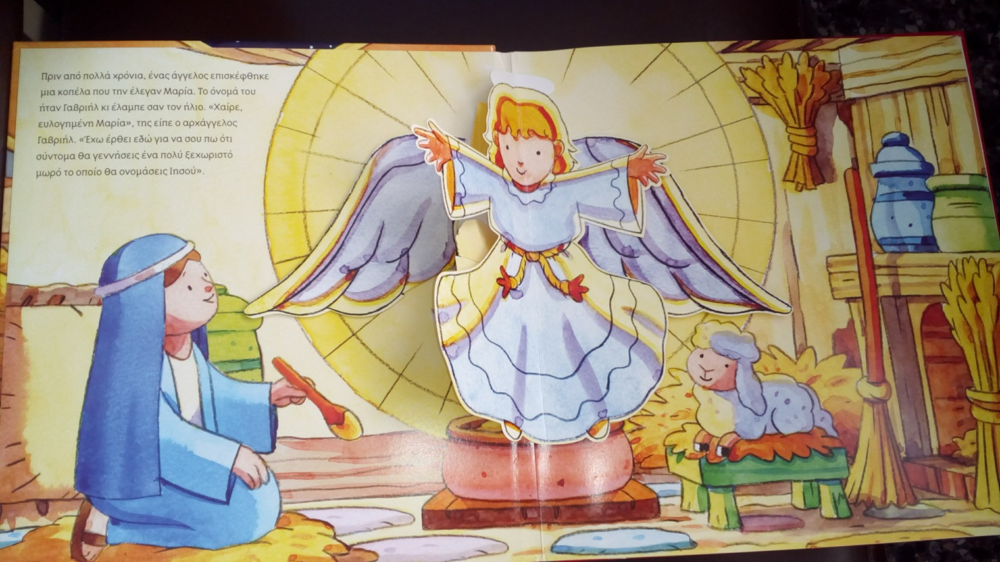 Πριν από πολλά χρόνια, ένας άγγελος επισκέφθηκε
μια κοπέλα που την έλεγαν Μαρία. Το όνομά του
ήταν Γαβριήλ κι έλαμπε σαν τον ήλιο. «Χαίρε,
ευλογημένη Μαρία», της είπε ο αρχάγγελος
Γαβριήλ. «Έχω έρθει εδώ για να σου πω ότι
σύντομα θα γεννήσεις ένα πολύ ξεχωριστό
μωρό το οποίο θα ονομάσεις Ιησού».